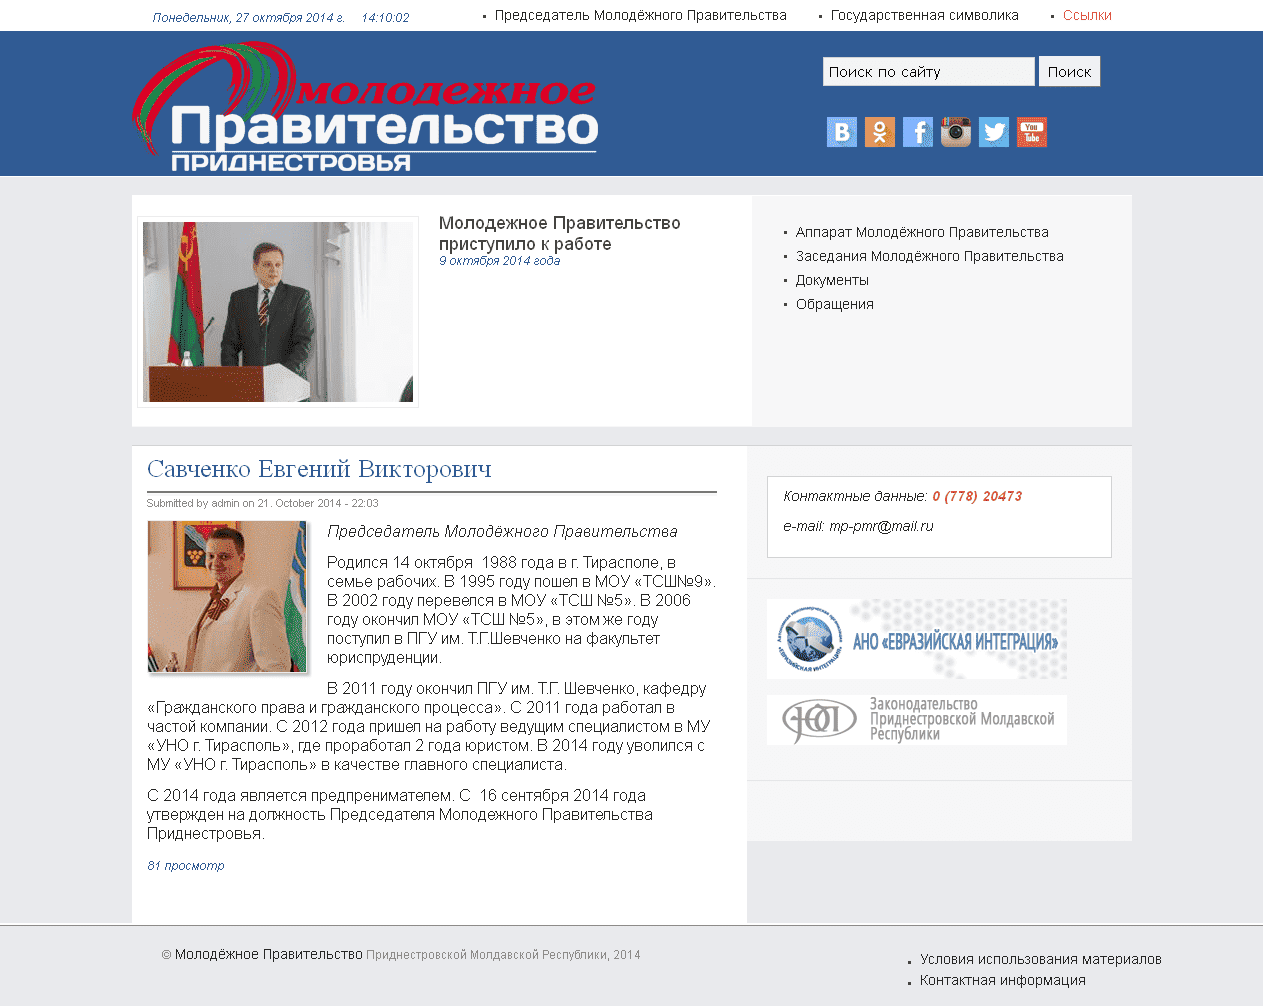 Понедельник, 27 октября 2014 г. 14:10:02
Председатель Молодёжного Правительства
Государственная символика
Ссылки
молодежное
Правительство
ПРИДНЕСТРОВЬЯ
Поиск по сайту
Поиск
В
f
You
Tube
Молодежное Правительство
приступило к работе
9 октября 2014 года
Аппарат Молодёжного Правительства
Заседания Молодёжного Правительства
Документы
Обращения
Савченко Евгений Викторович
Submitted by admin on 21. October 2014 - 22:03
Председатель Молодёжного Правительства
Родился 14 октября 1988 года в г. Тирасполе, в
семье рабочих. В 1995 году пошел в МОУ «ТСШ№9».
В 2002 году перевелся в МОУ «ТСШ №5». В 2006
году окончил МОУ «ТСШ №5», в этом же году
поступил в ПГУ им. Т.Г.Шевченко на факультет
юриспруденции.
В 2011 году окончил ПГУ им. Т.Г. Шевченко, кафедру
«Гражданского права и гражданского процесса». С 2011 года работал в
частой компании. С 2012 года пришел на работу ведущим специалистом в МУ
«УНО г. Тирасполь», где проработал 2 года юристом. В 2014 году уволился с
МУ «УНО г. Тирасполь» в качестве главного специалиста.
С 2014 года является предпренимателем. С 16 сентября 2014 года
утвержден на должность Председателя Молодежного Правительства
Приднестровья.
81 просмотр
Контактные данные: 0 (778) 20473
e-mail: mp-pmr@mail.ru
«ЕВРАЗИЙСКАЯ ИНТЕГРАЦИЯ»
АНО «ЕВРАЗИЙСКАЯ ИНТЕГРАЦИЯ»
Законодательство
Приднестровской Молдавской
Республики
© Молодёжное Правительство Приднестровской Молдавской Республики, 2014
Условия использования материалов
Контактная информация